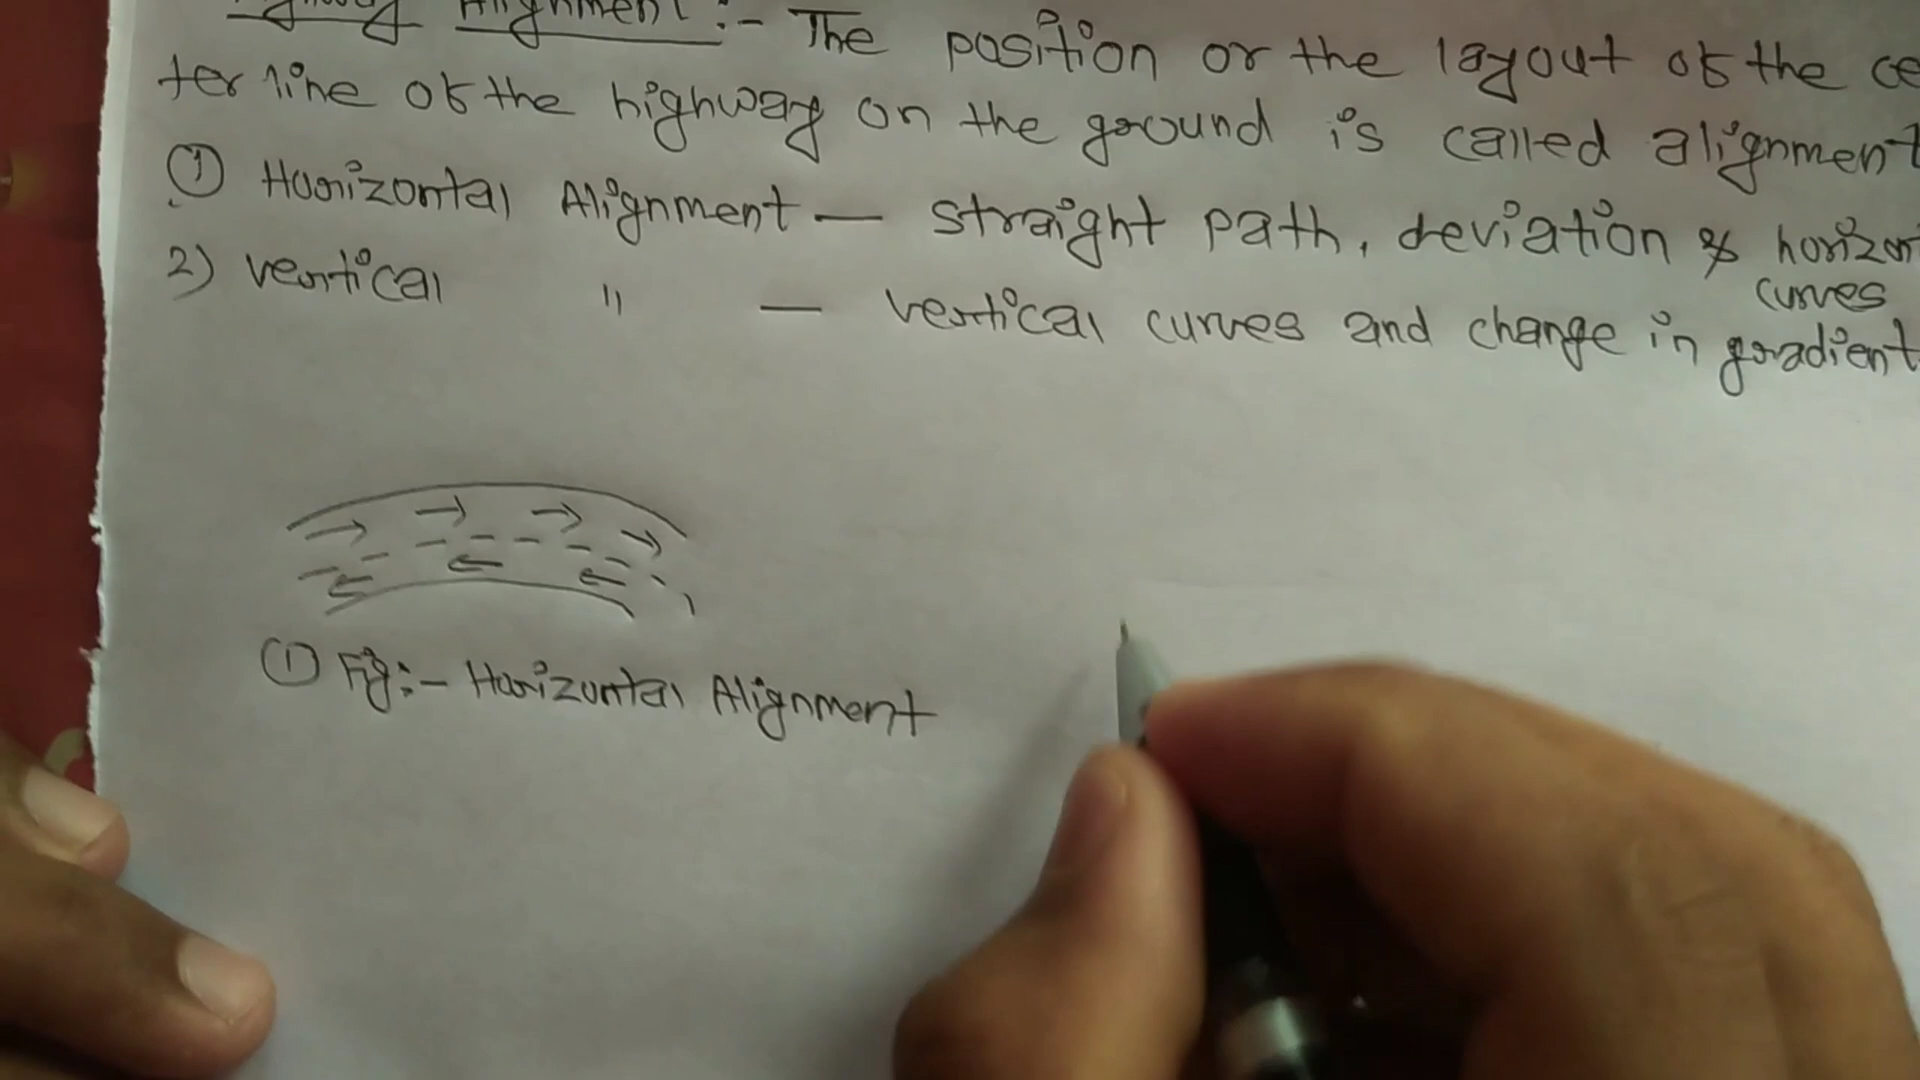 Alignment :- The position or the layout of the ce
ter line of the highway on the ground is called alignment
① Horizontal Alignment — straight path, deviation & horizon
curves
2) vertical " — vertical curves and change in gradient
① Fig:- Horizontal Alignment